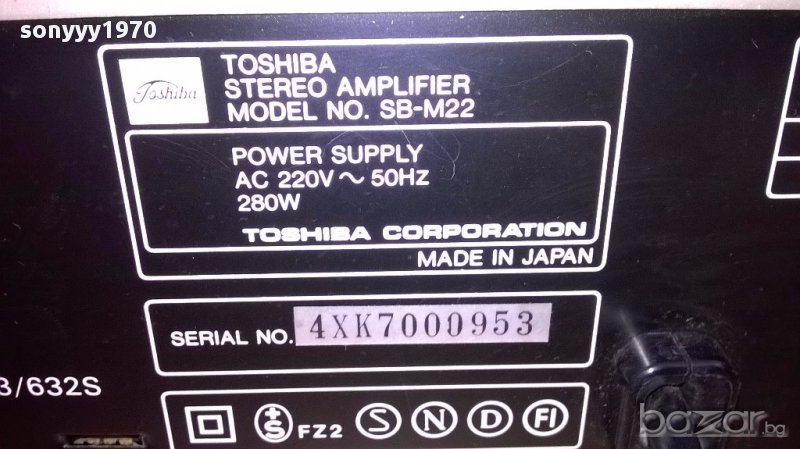 sonyyy1970
Toshiba
TOSHIBA
STEREO AMPLIFIER
MODEL NO. SB-M22
POWER SUPPLY
AC 220V ~ 50Hz
280W
TOSHIBA CORPORATION
MADE IN JAPAN
SERIAL NO. 4XK7000953
3/632S
FZ2 S N D FI
bazar.bg